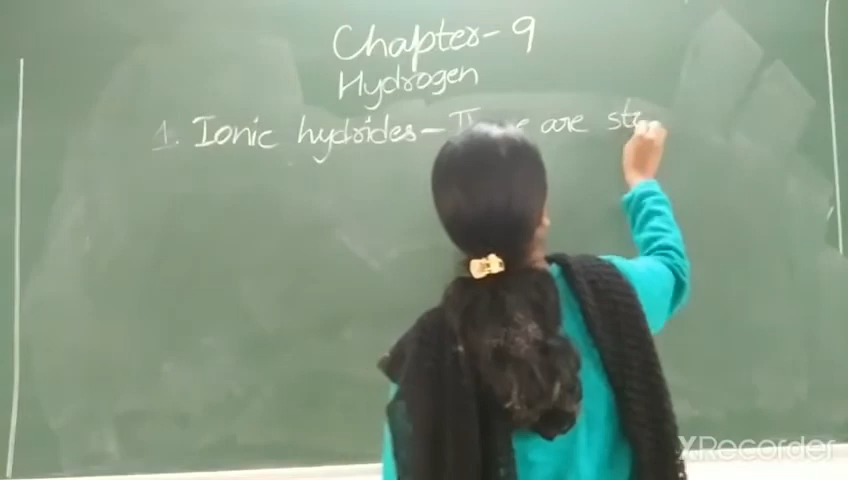 Chapter-9
Hydrogen
1. Ionic hydrides- are
XRecorder